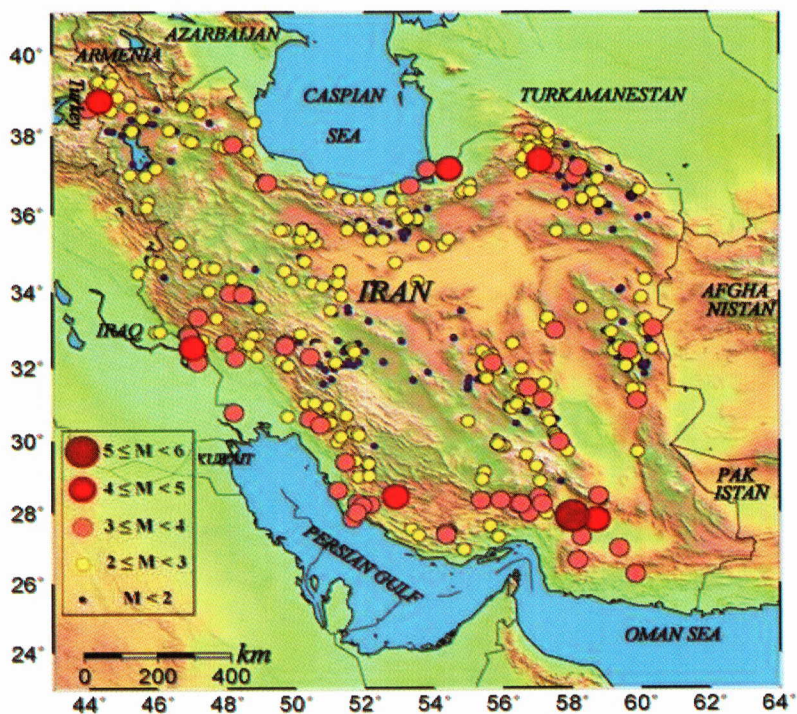 40°
AZARBAIJAN
ARMENIA
Turkey
CASPIAN
SEA
TURKAMANESTAN
38°
36°
34°
IRAN
AFGHA
NISTAN
IRAQ
32°
30°
5 ≤ M < 6
KUWAIT
4 ≤ M < 5
PAK
ISTAN
28°
3 ≤ M < 4
PERSIAN GULF
2 ≤ M < 3
26°
M < 2
OMAN SEA
24°
km
0 200 400
44° 46° 48° 50° 52° 54° 56° 58° 60° 62° 64°